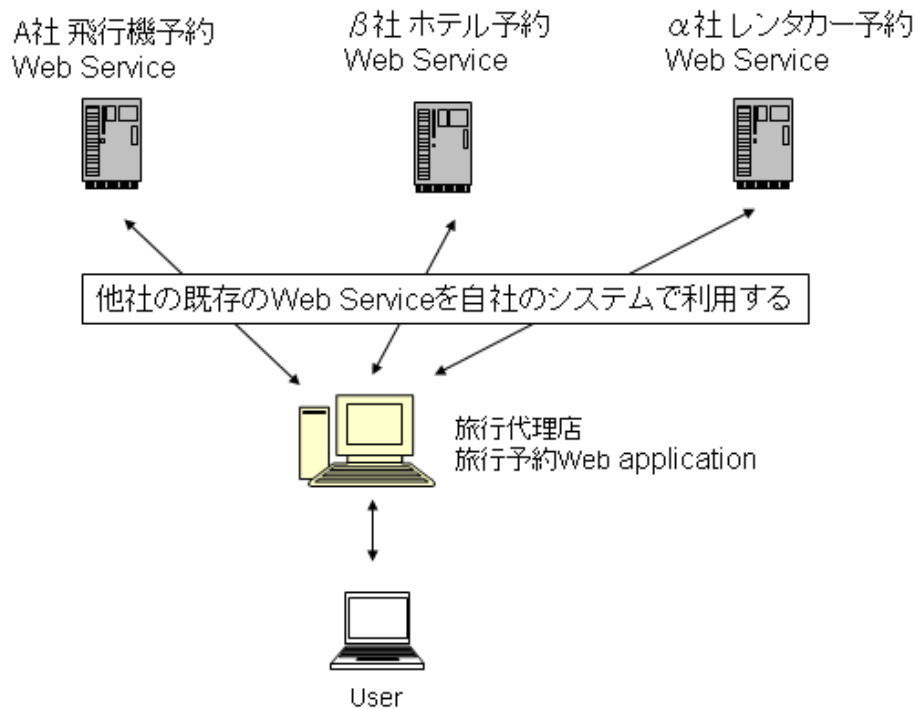 A社 飛行機予約
Web Service
β社 ホテル予約
Web Service
α社 レンタカー予約
Web Service
他社の既存のWeb Serviceを自社のシステムで利用する
旅行代理店
旅行予約Web application
User